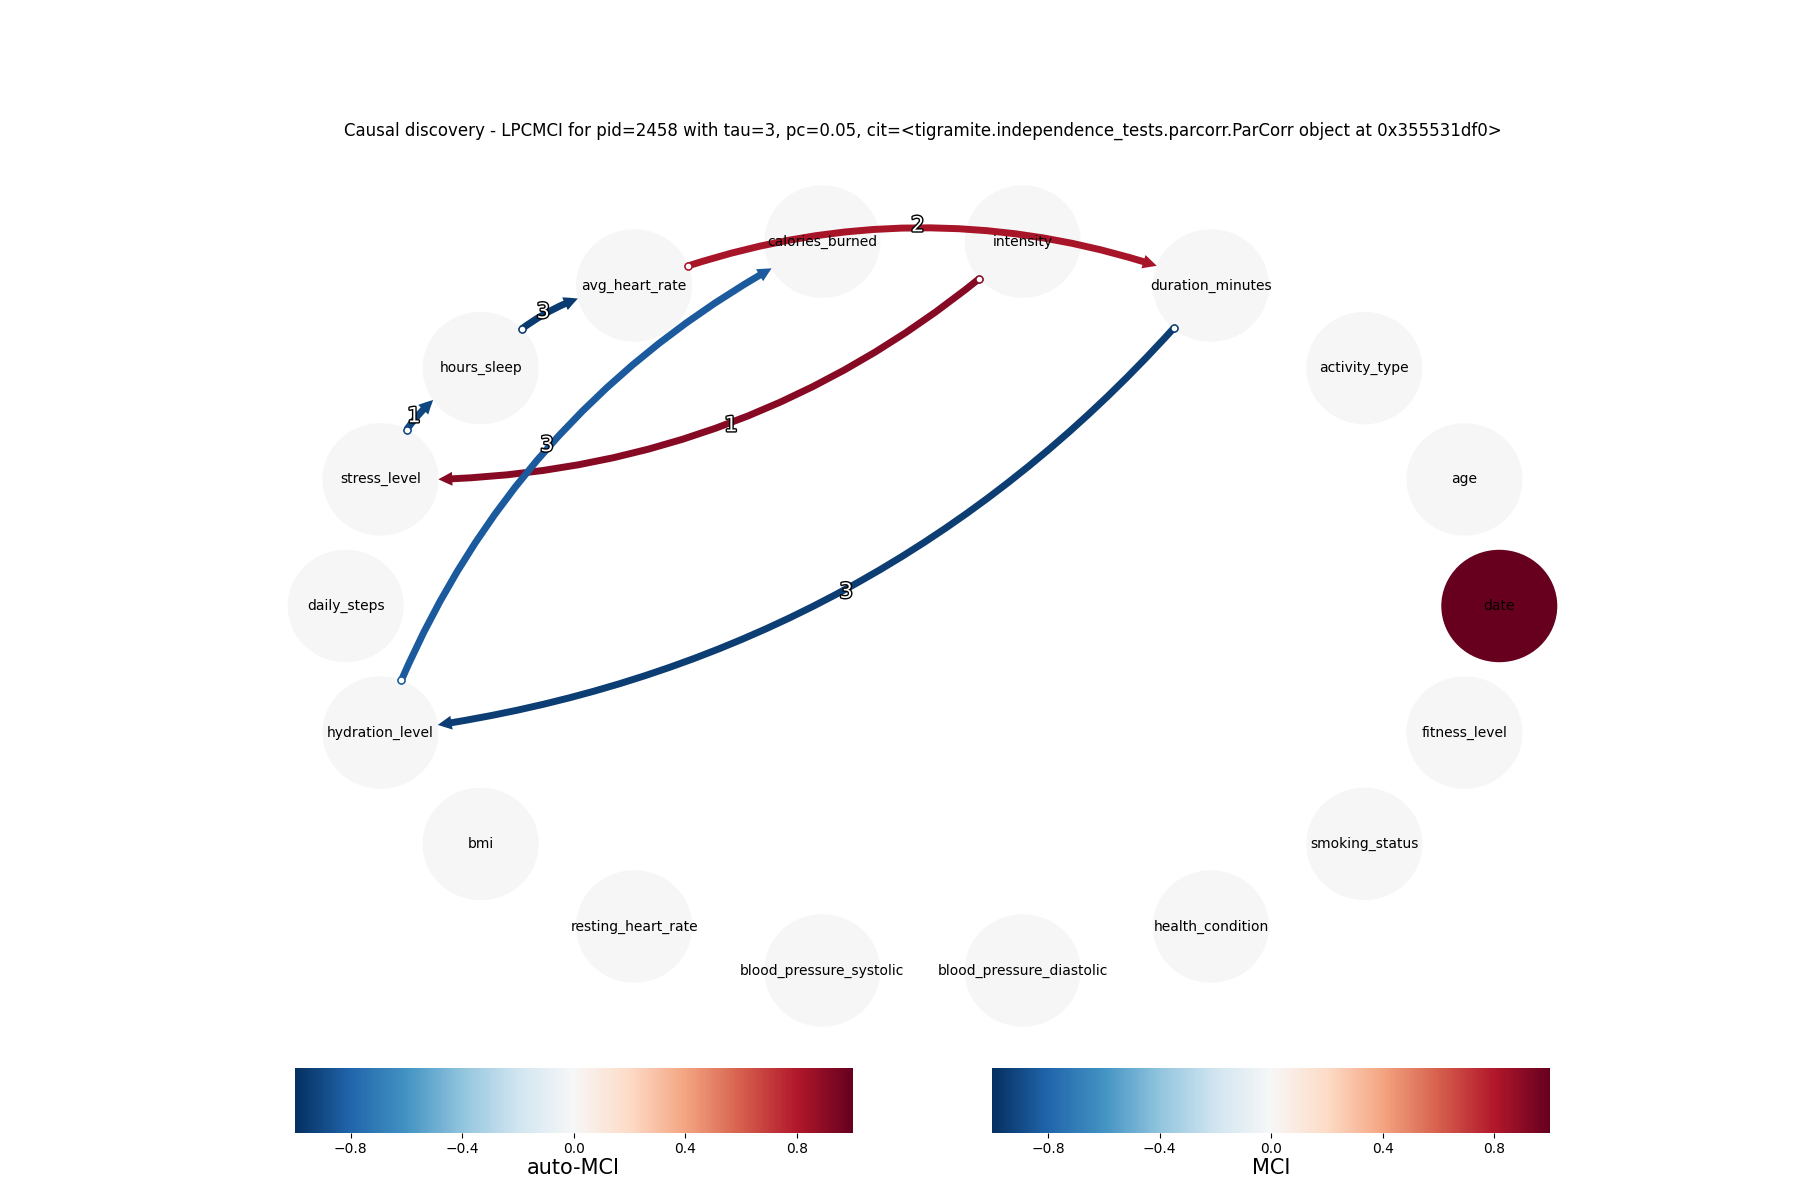 Causal discovery - LPCMCI for pid=2458 with tau=3, pc=0.05, cit=<tigramite.independence_tests.parcorr.ParCorr object at 0x355531df0>
2
calories_burned
intensity
avg_heart_rate
duration_minutes
3
hours_sleep
activity_type
1
1
3
stress_level
age
3
daily_steps
date
hydration_level
fitness_level
bmi
smoking_status
resting_heart_rate
health_condition
blood_pressure_systolic
blood_pressure_diastolic
−0.8 −0.4 0.0 0.4 0.8
auto-MCI
−0.8 −0.4 0.0 0.4 0.8
MCI